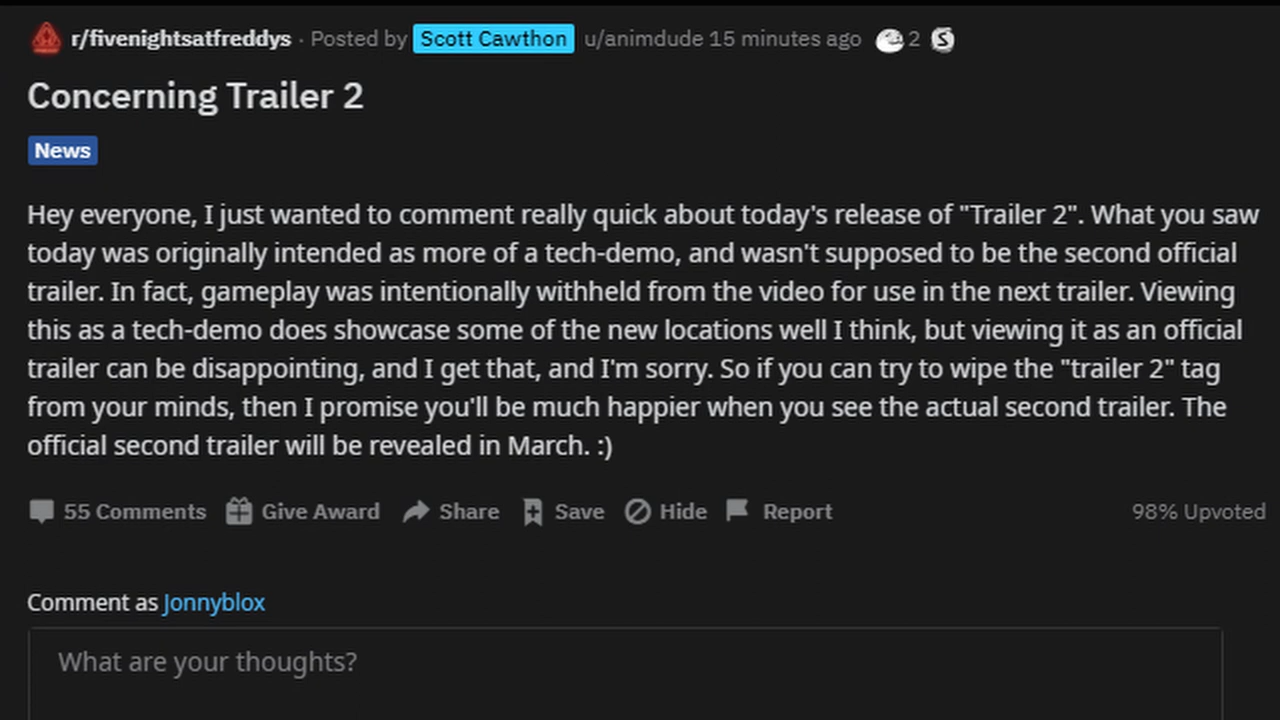 r/fivenightsatfreddys · Posted by Scott Cawthon u/animdude 15 minutes ago 2 S
Concerning Trailer 2
News
Hey everyone, I just wanted to comment really quick about today's release of "Trailer 2". What you saw
today was originally intended as more of a tech-demo, and wasn't supposed to be the second official
trailer. In fact, gameplay was intentionally withheld from the video for use in the next trailer. Viewing
this as a tech-demo does showcase some of the new locations well I think, but viewing it as an official
trailer can be disappointing, and I get that, and I'm sorry. So if you can try to wipe the "trailer 2" tag
from your minds, then I promise you'll be much happier when you see the actual second trailer. The
official second trailer will be revealed in March. :)
55 Comments Give Award Share Save Hide Report 98% Upvoted
Comment as Jonnyblox
What are your thoughts?